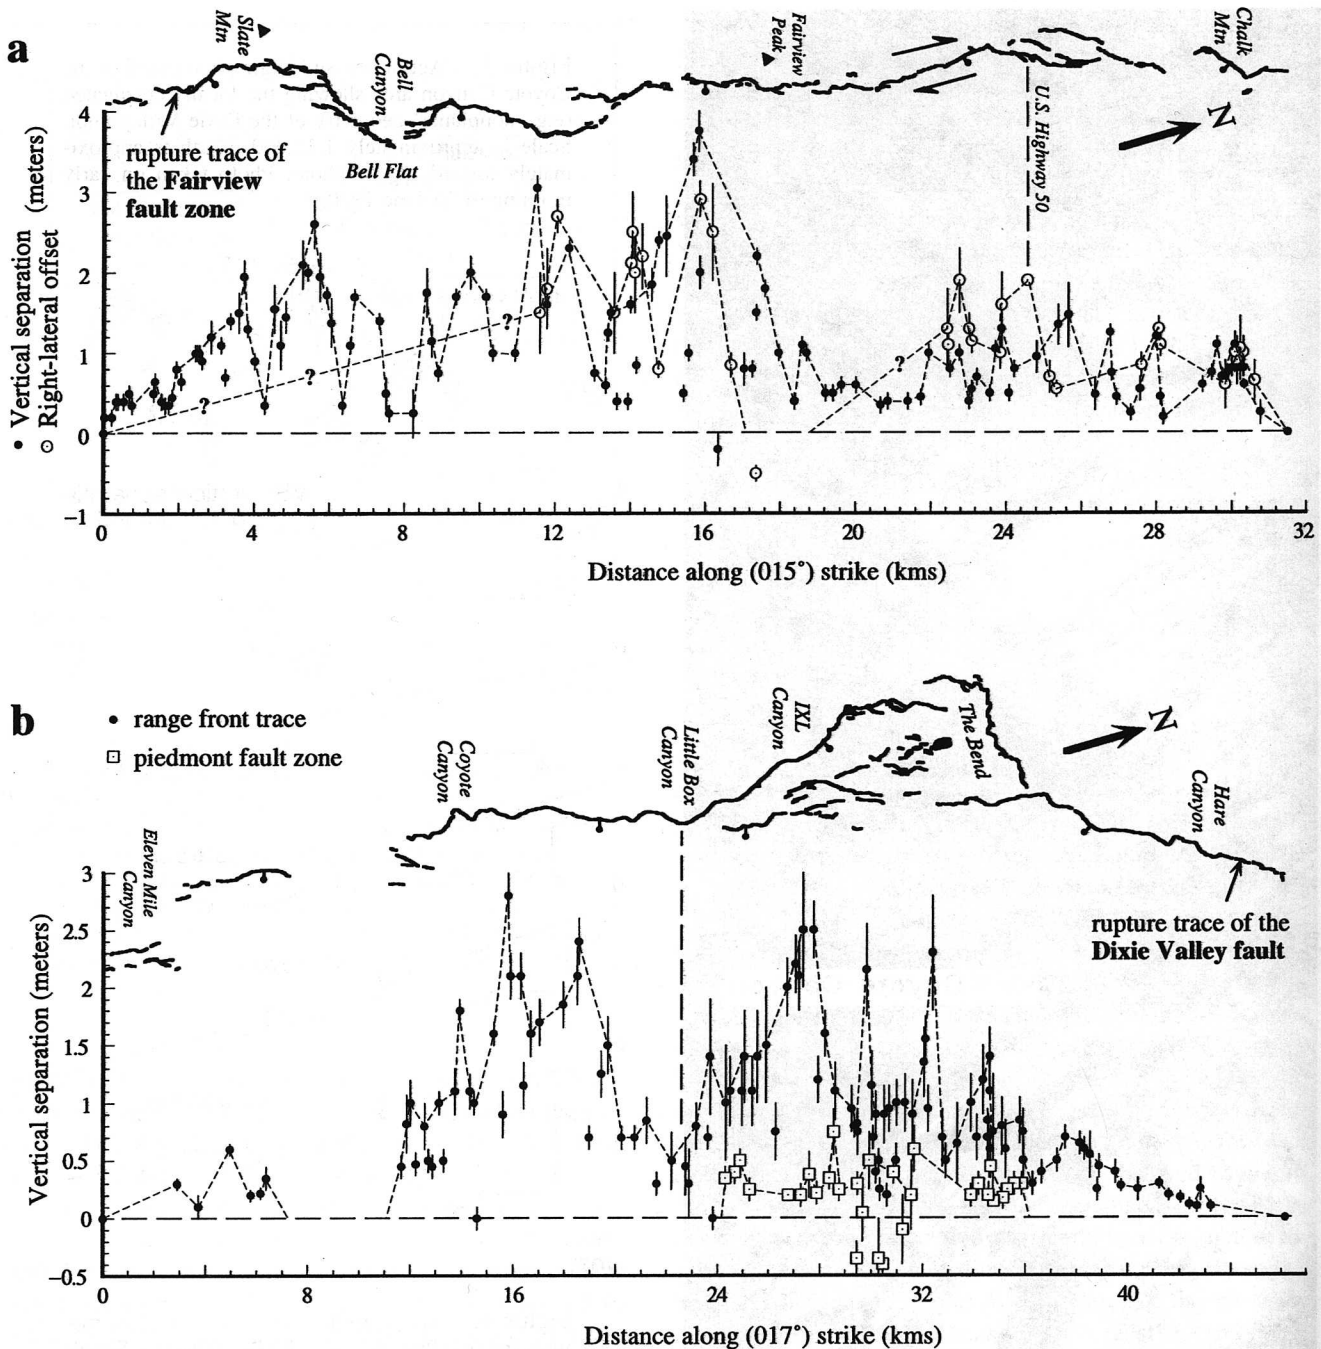 a
Slate
Mtn
Bell
Canyon
Fairview
Peak
Chalk
Mtn
U.S. Highway 50
N
rupture trace of
the Fairview
fault zone
Bell Flat
● Vertical separation (meters)
⊙ Right-lateral offset
4
3
2
1
0
−1
? ? ? ?
0 4 8 12 16 20 24 28 32
Distance along (015°) strike (kms)
b
● range front trace
⊡ piedmont fault zone
Eleven Mile
Canyon
Coyote
Canyon
Little Box
Canyon
IXL
Canyon
The Bend
N
Hare
Canyon
rupture trace of the
Dixie Valley fault
Vertical separation (meters)
3
2.5
2
1.5
1
0.5
0
−0.5
0 8 16 24 32 40
Distance along (017°) strike (kms)